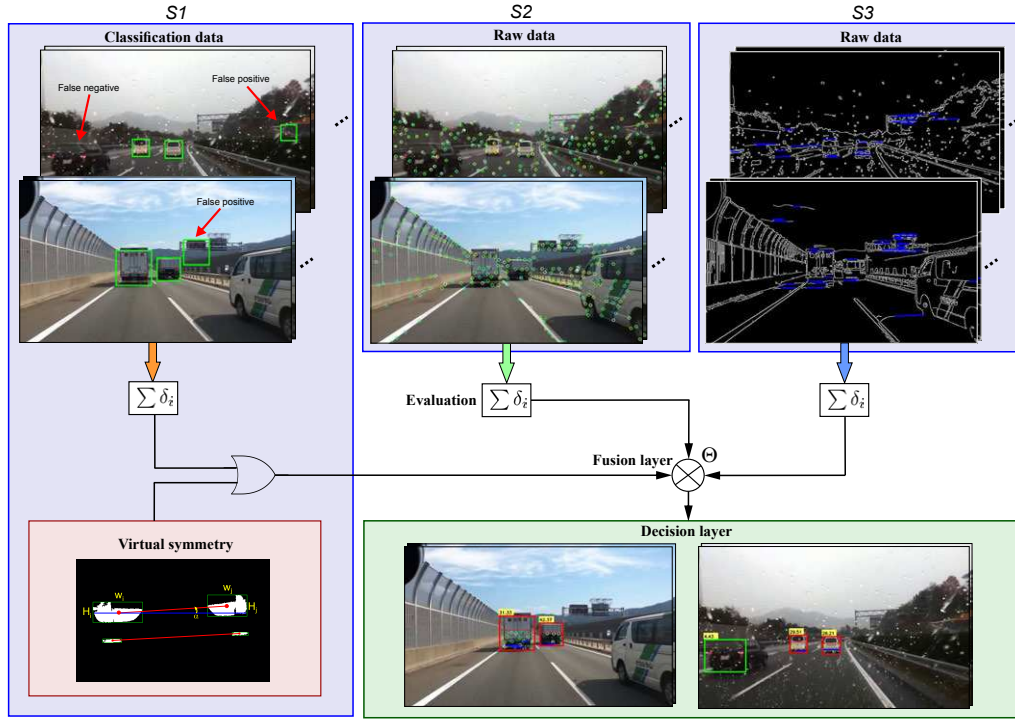 S1
S2
S3
Classification data
Raw data
Raw data
False negative
False positive
False positive
∑ δi
Evaluation
∑ δi
∑ δi
Fusion layer
Θ
Virtual symmetry
Wi
Wj
Hi
Hj
α
Decision layer